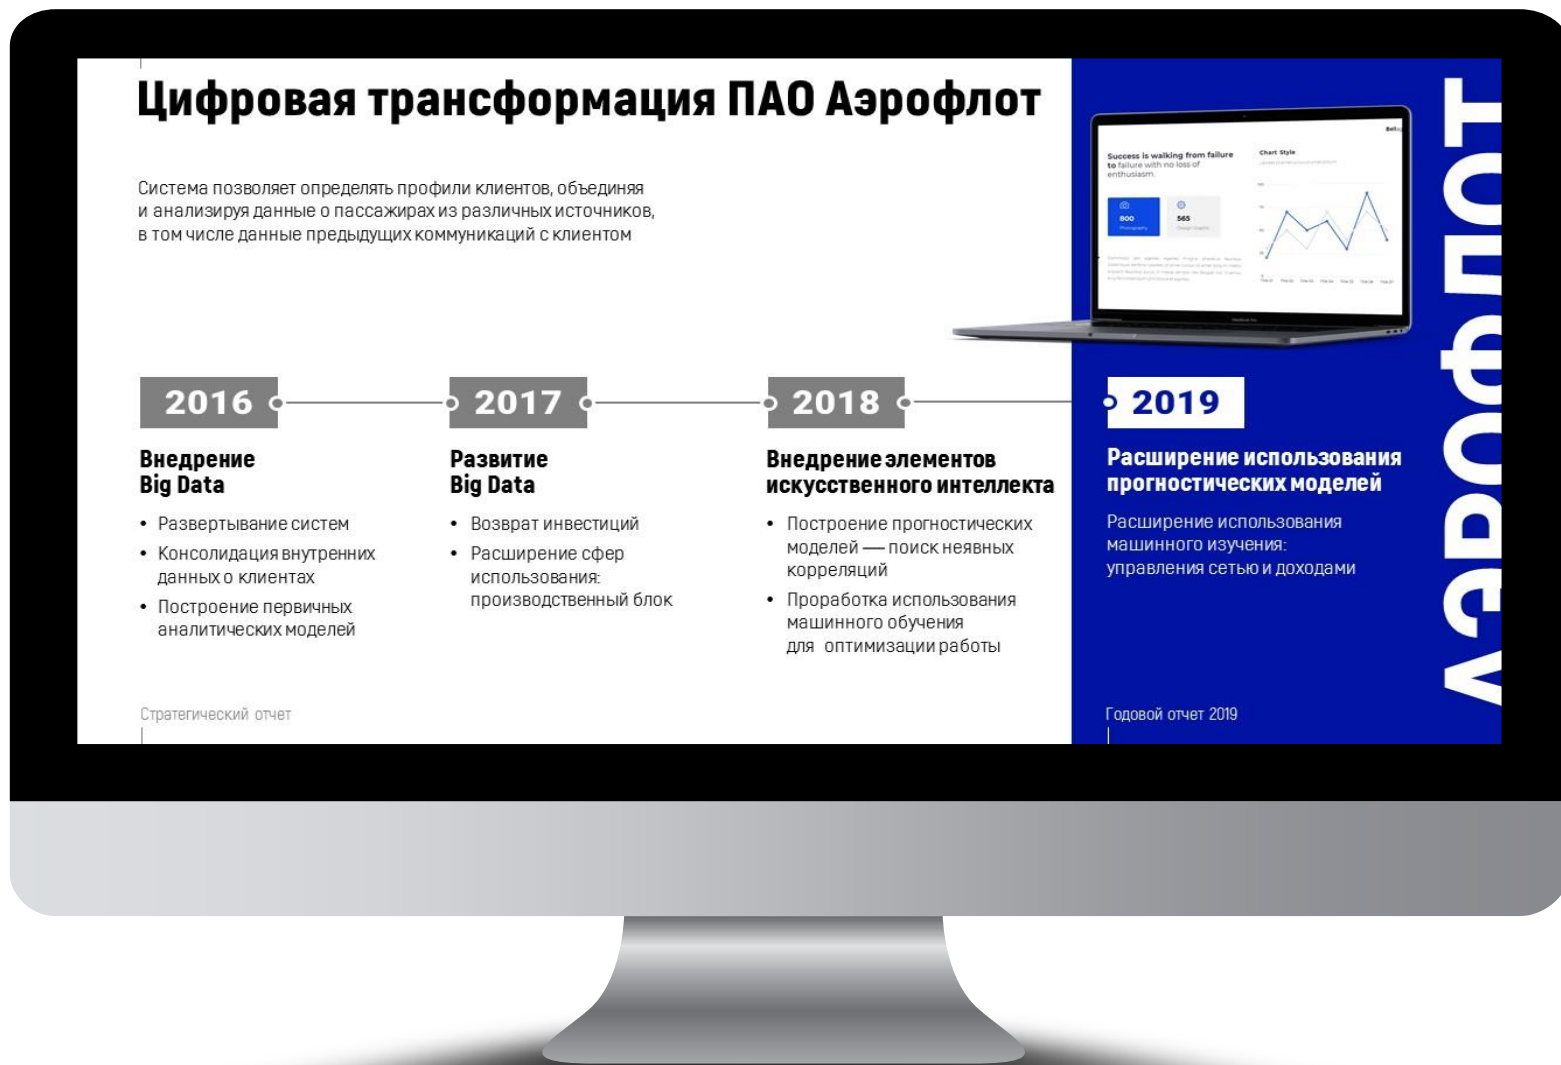 Цифровая трансформация ПАО Аэрофлот
Система позволяет определять профили клиентов, объединяя
и анализируя данные о пассажирах из различных источников,
в том числе данные предыдущих коммуникаций с клиентом
Success is walking from failure
to failure with no loss of
enthusiasm.
800
Photography
565
Chart Style
2016
Внедрение
Big Data
• Развертывание систем
• Консолидация внутренних
данных о клиентах
• Построение первичных
аналитических моделей
2017
Развитие
Big Data
• Возврат инвестиций
• Расширение сфер
использования:
производственный блок
2018
Внедрение элементов
искусственного интеллекта
• Построение прогностических
моделей — поиск неявных
корреляций
• Проработка использования
машинного обучения
для оптимизации работы
2019
Расширение использования
прогностических моделей
Расширение использования
машинного изучения:
управления сетью и доходами
Стратегический отчет
Годовой отчет 2019
АЭРОФЛОТ